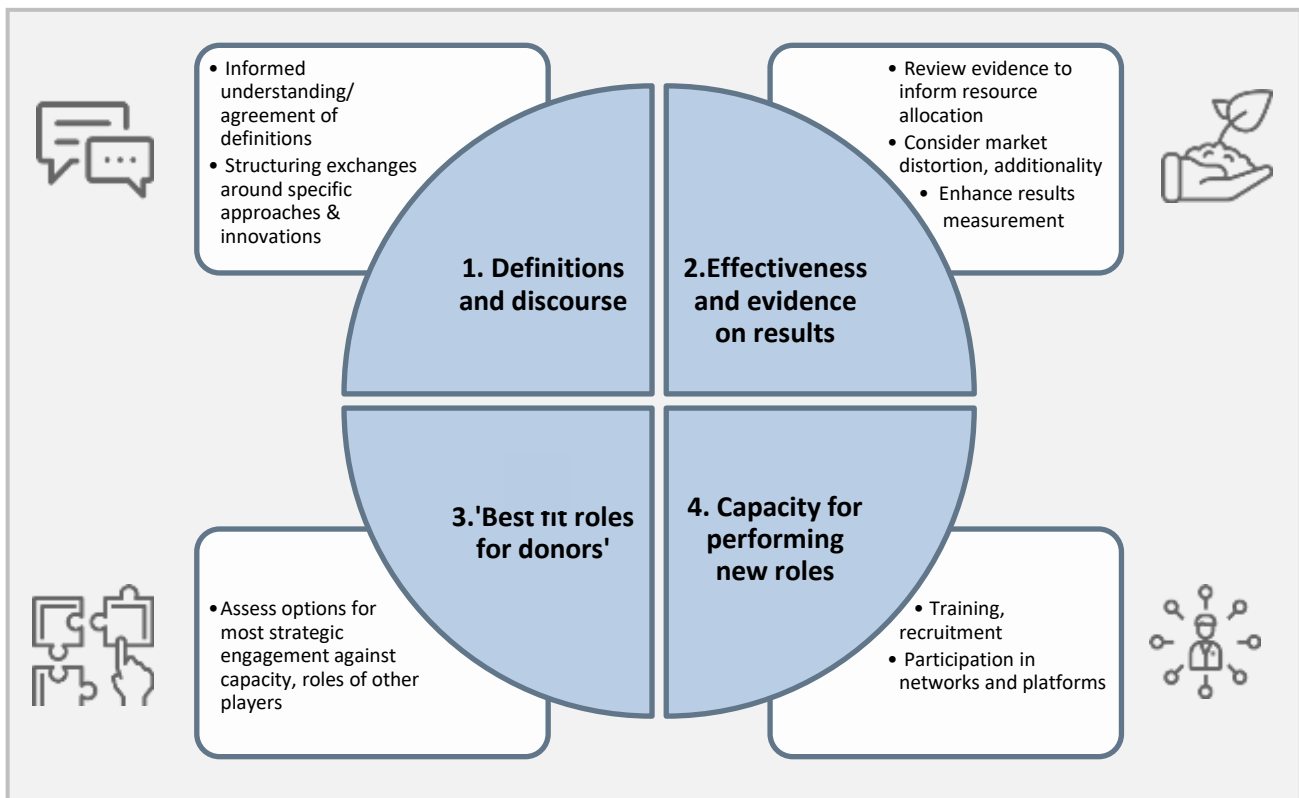 • Informed
understanding/
agreement of
definitions
• Structuring exchanges
around specific
approaches &
innovations
• Review evidence to
inform resource
allocation
• Consider market
distortion, additionality
• Enhance results
measurement
1. Definitions
and discourse
2.Effectiveness
and evidence
on results
3.'Best fit roles
for donors'
4. Capacity for
performing
new roles
•Assess options for
most strategic
engagement against
capacity, roles of other
players
• Training,
recruitment
• Participation in
networks and platforms